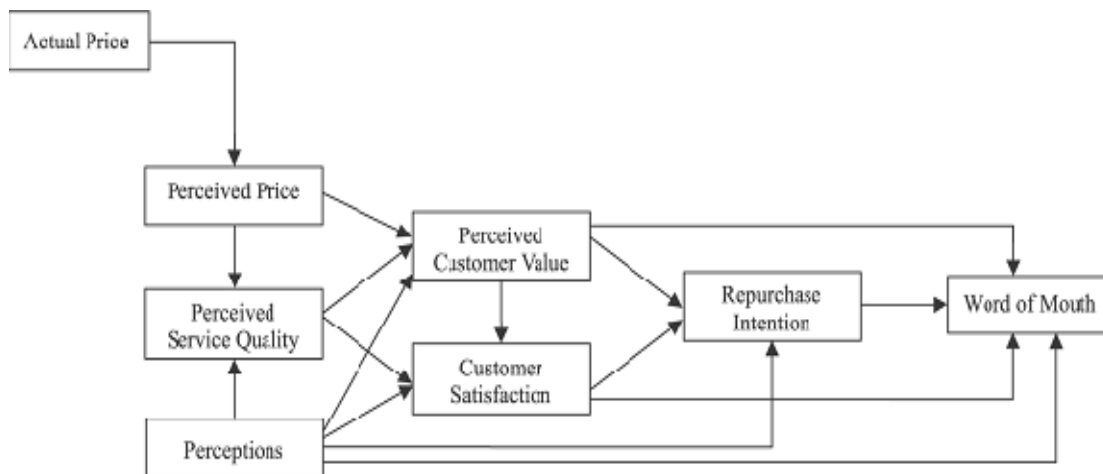 Actual Price
Perceived Price
Perceived
Customer Value
Perceived
Service Quality
Repurchase
Intention
Word of Mouth
Customer
Satisfaction
Perceptions